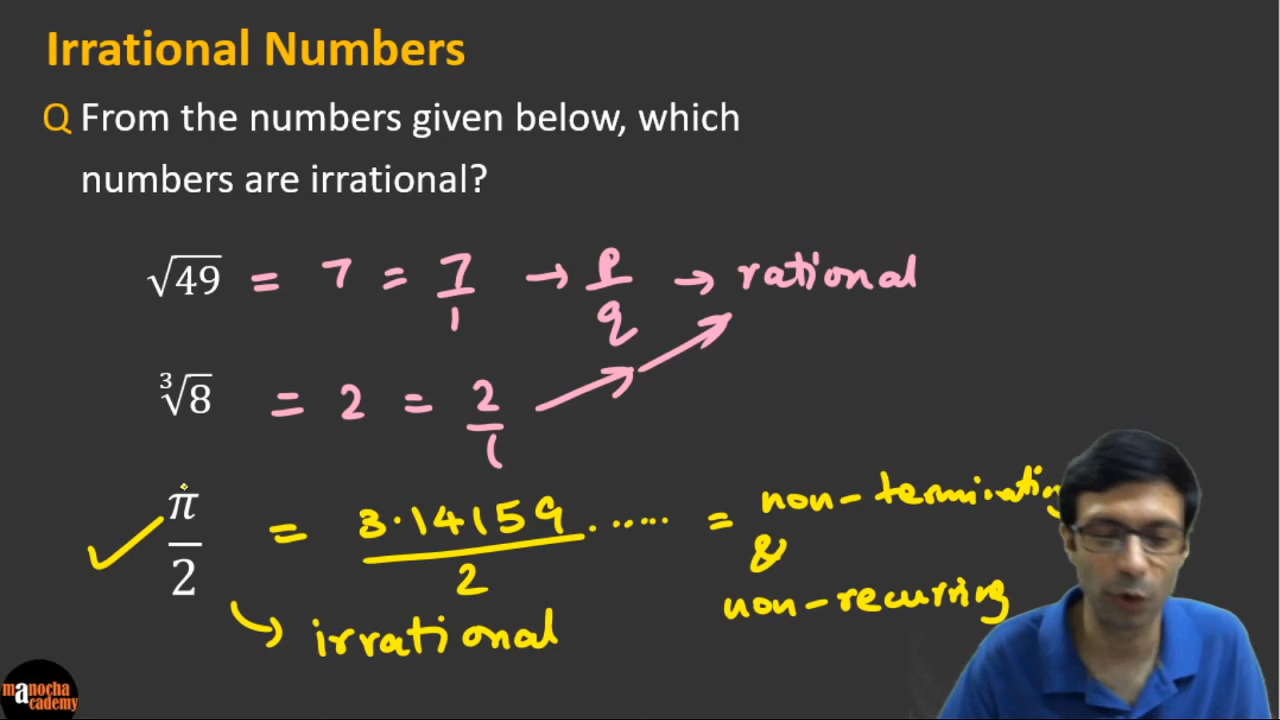 Irrational Numbers
Q From the numbers given below, which
numbers are irrational?
√49 = 7 = 7/1 → p/q → rational
∛8 = 2 = 2/1
π/2 = 3.14159....../2 = non-terminating
&
non-recurring
irrational
manocha
academy